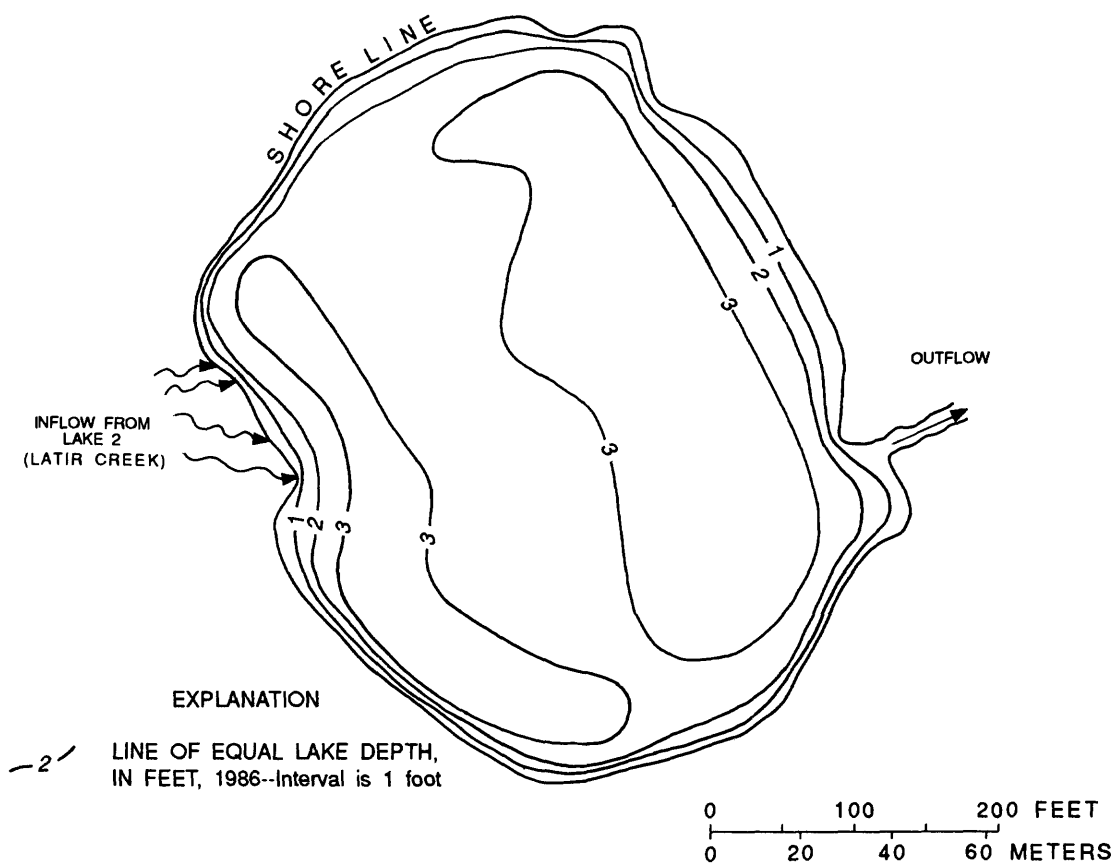 SHORE LINE
1
2
3
OUTFLOW
INFLOW FROM
LAKE 2
(LATIR CREEK)
3
1
2
3
3
EXPLANATION
2
LINE OF EQUAL LAKE DEPTH,
IN FEET, 1986--Interval is 1 foot
0 100 200 FEET
0 20 40 60 METERS